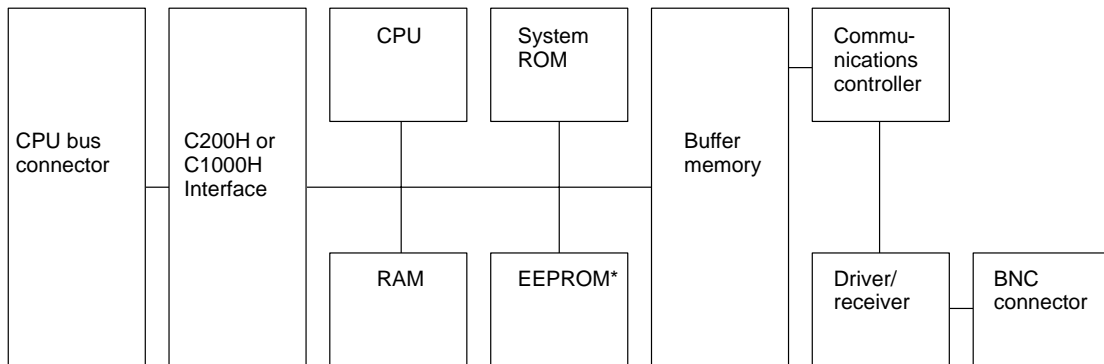 CPU bus
connector
C200H or
C1000H
Interface
CPU
System
ROM
RAM
EEPROM*
Buffer
memory
Commu-
nications
controller
Driver/
receiver
BNC
connector